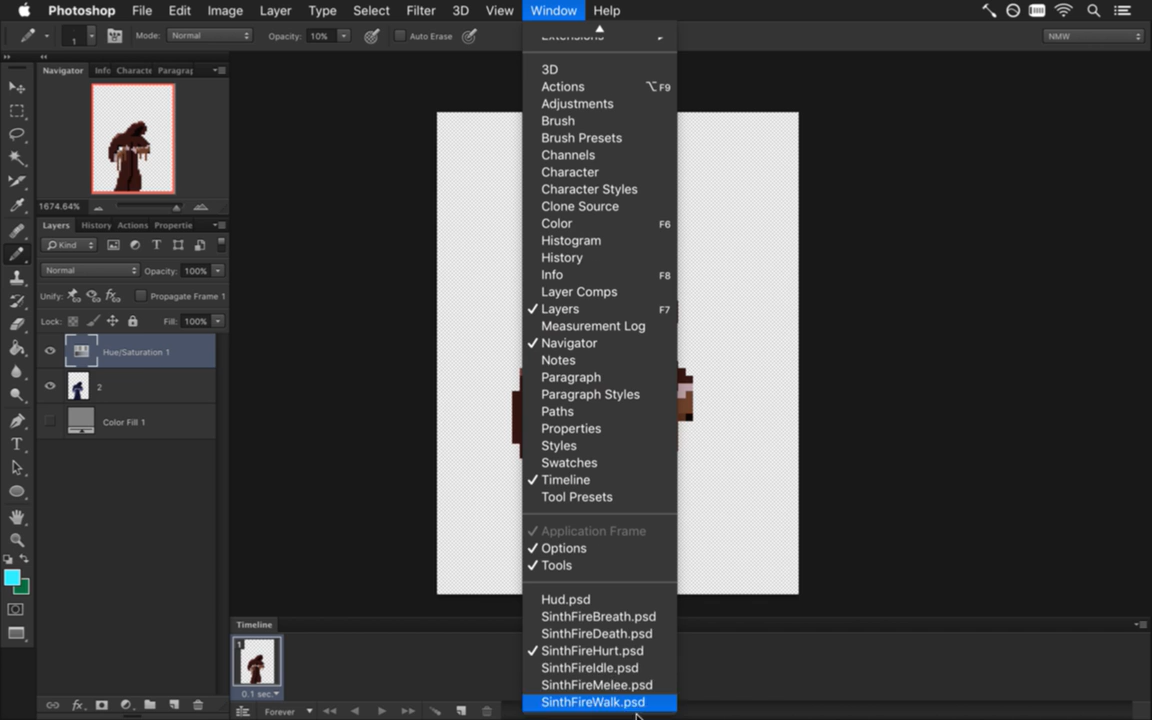 Photoshop File Edit Image Layer Type Select Filter 3D View Window Help
1 Mode: Normal Opacity: 10% Auto Erase NMW
Extensions
Navigator Info Characte Paragrap
1674.64%
Layers History Actions Propertie
Kind
Normal Opacity: 100%
Unify: Propagate Frame 1
Lock: Fill: 100%
Hue/Saturation 1
2
Color Fill 1
3D
Actions ⌥F9
Adjustments
Brush
Brush Presets
Channels
Character
Character Styles
Clone Source
Color F6
Histogram
History
Info F8
Layer Comps
✓ Layers F7
Measurement Log
✓ Navigator
Notes
Paragraph
Paragraph Styles
Paths
Properties
Styles
Swatches
✓ Timeline
Tool Presets
✓ Application Frame
✓ Options
✓ Tools
Hud.psd
SinthFireBreath.psd
SinthFireDeath.psd
✓ SinthFireHurt.psd
SinthFireIdle.psd
SinthFireMelee.psd
SinthFireWalk.psd
Timeline
1
0.1 sec.
Forever